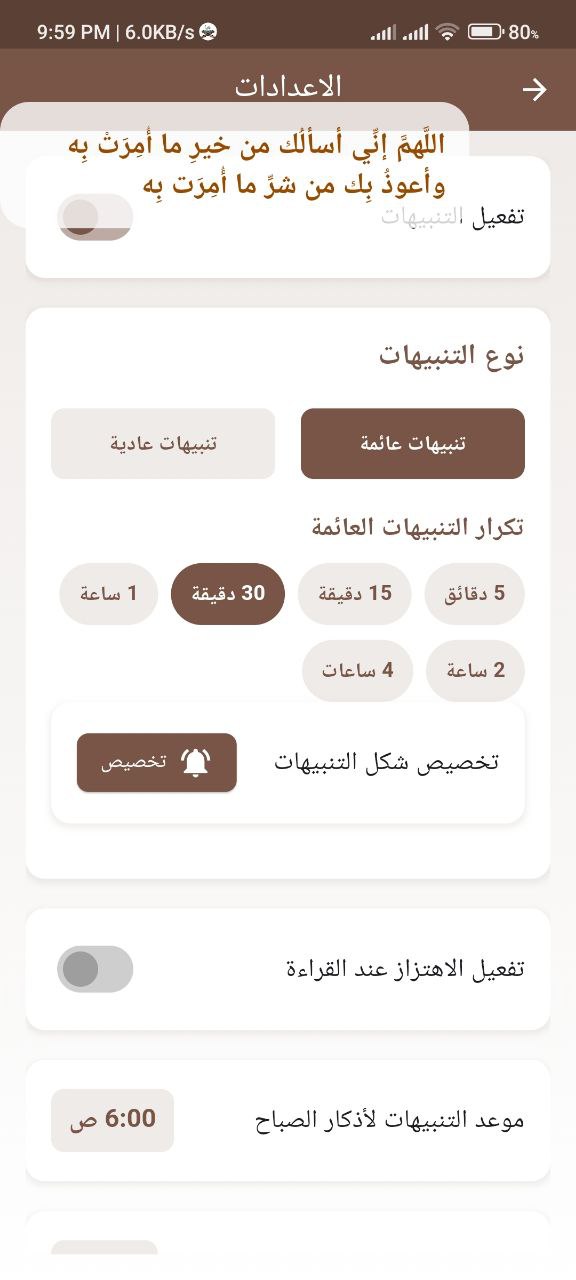 9:59 PM | 6.0KB/s
80%
الاعدادات
اللَّهمَّ إنِّي أسألُك من خيرِ ما أُمِرَتْ بِه
وأعوذُ بِك من شرِّ ما أُمِرَت بِه
تفعيل التنبيهات
نوع التنبيهات
تنبيهات عائمة
تنبيهات عادية
تكرار التنبيهات العائمة
5 دقائق
15 دقيقة
30 دقيقة
1 ساعة
2 ساعة
4 ساعات
تخصيص شكل التنبيهات
تخصيص
تفعيل الاهتزاز عند القراءة
موعد التنبيهات لأذكار الصباح
6:00 ص